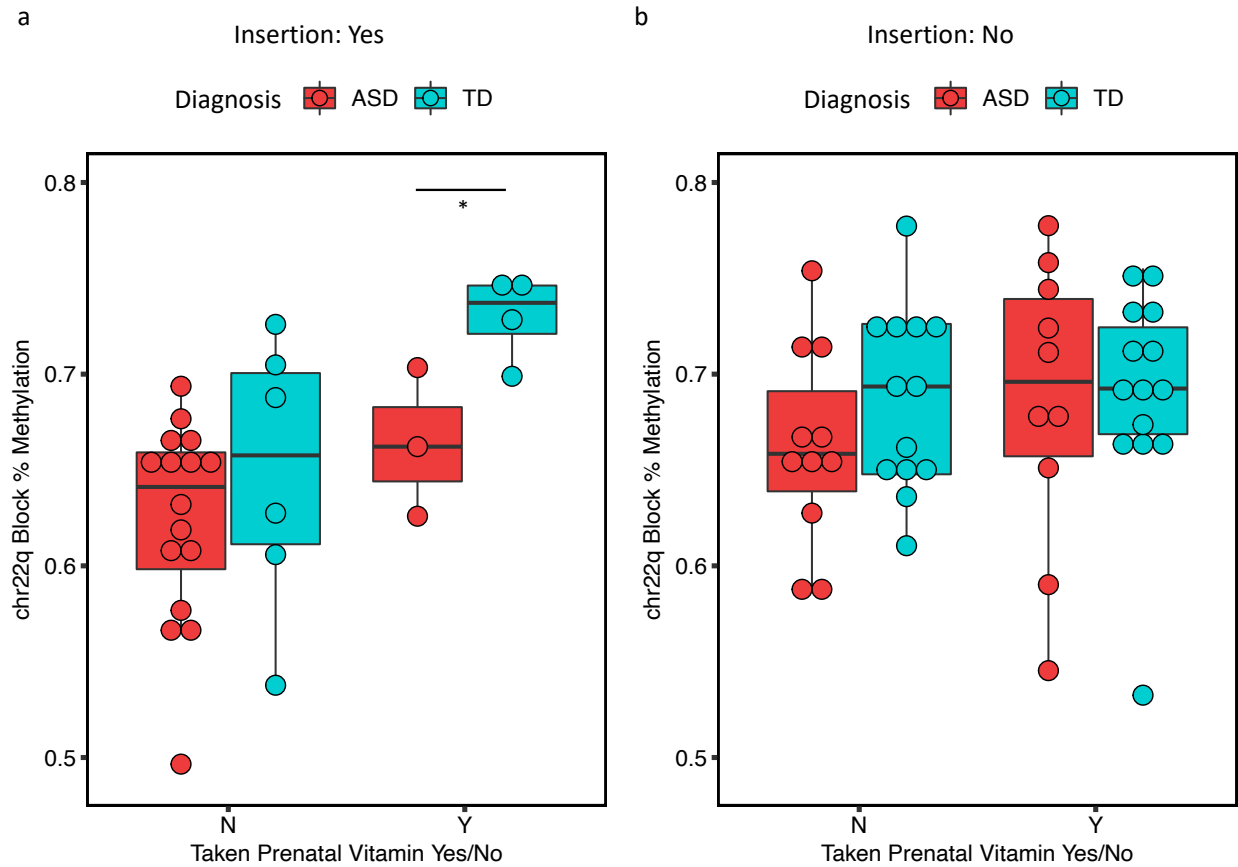 a
Insertion: Yes
Diagnosis ASD TD
chr22q Block % Methylation
0.8
0.7
0.6
0.5
*
N Y
Taken Prenatal Vitamin Yes/No
b
Insertion: No
Diagnosis ASD TD
chr22q Block % Methylation
0.8
0.7
0.6
0.5
N Y
Taken Prenatal Vitamin Yes/No